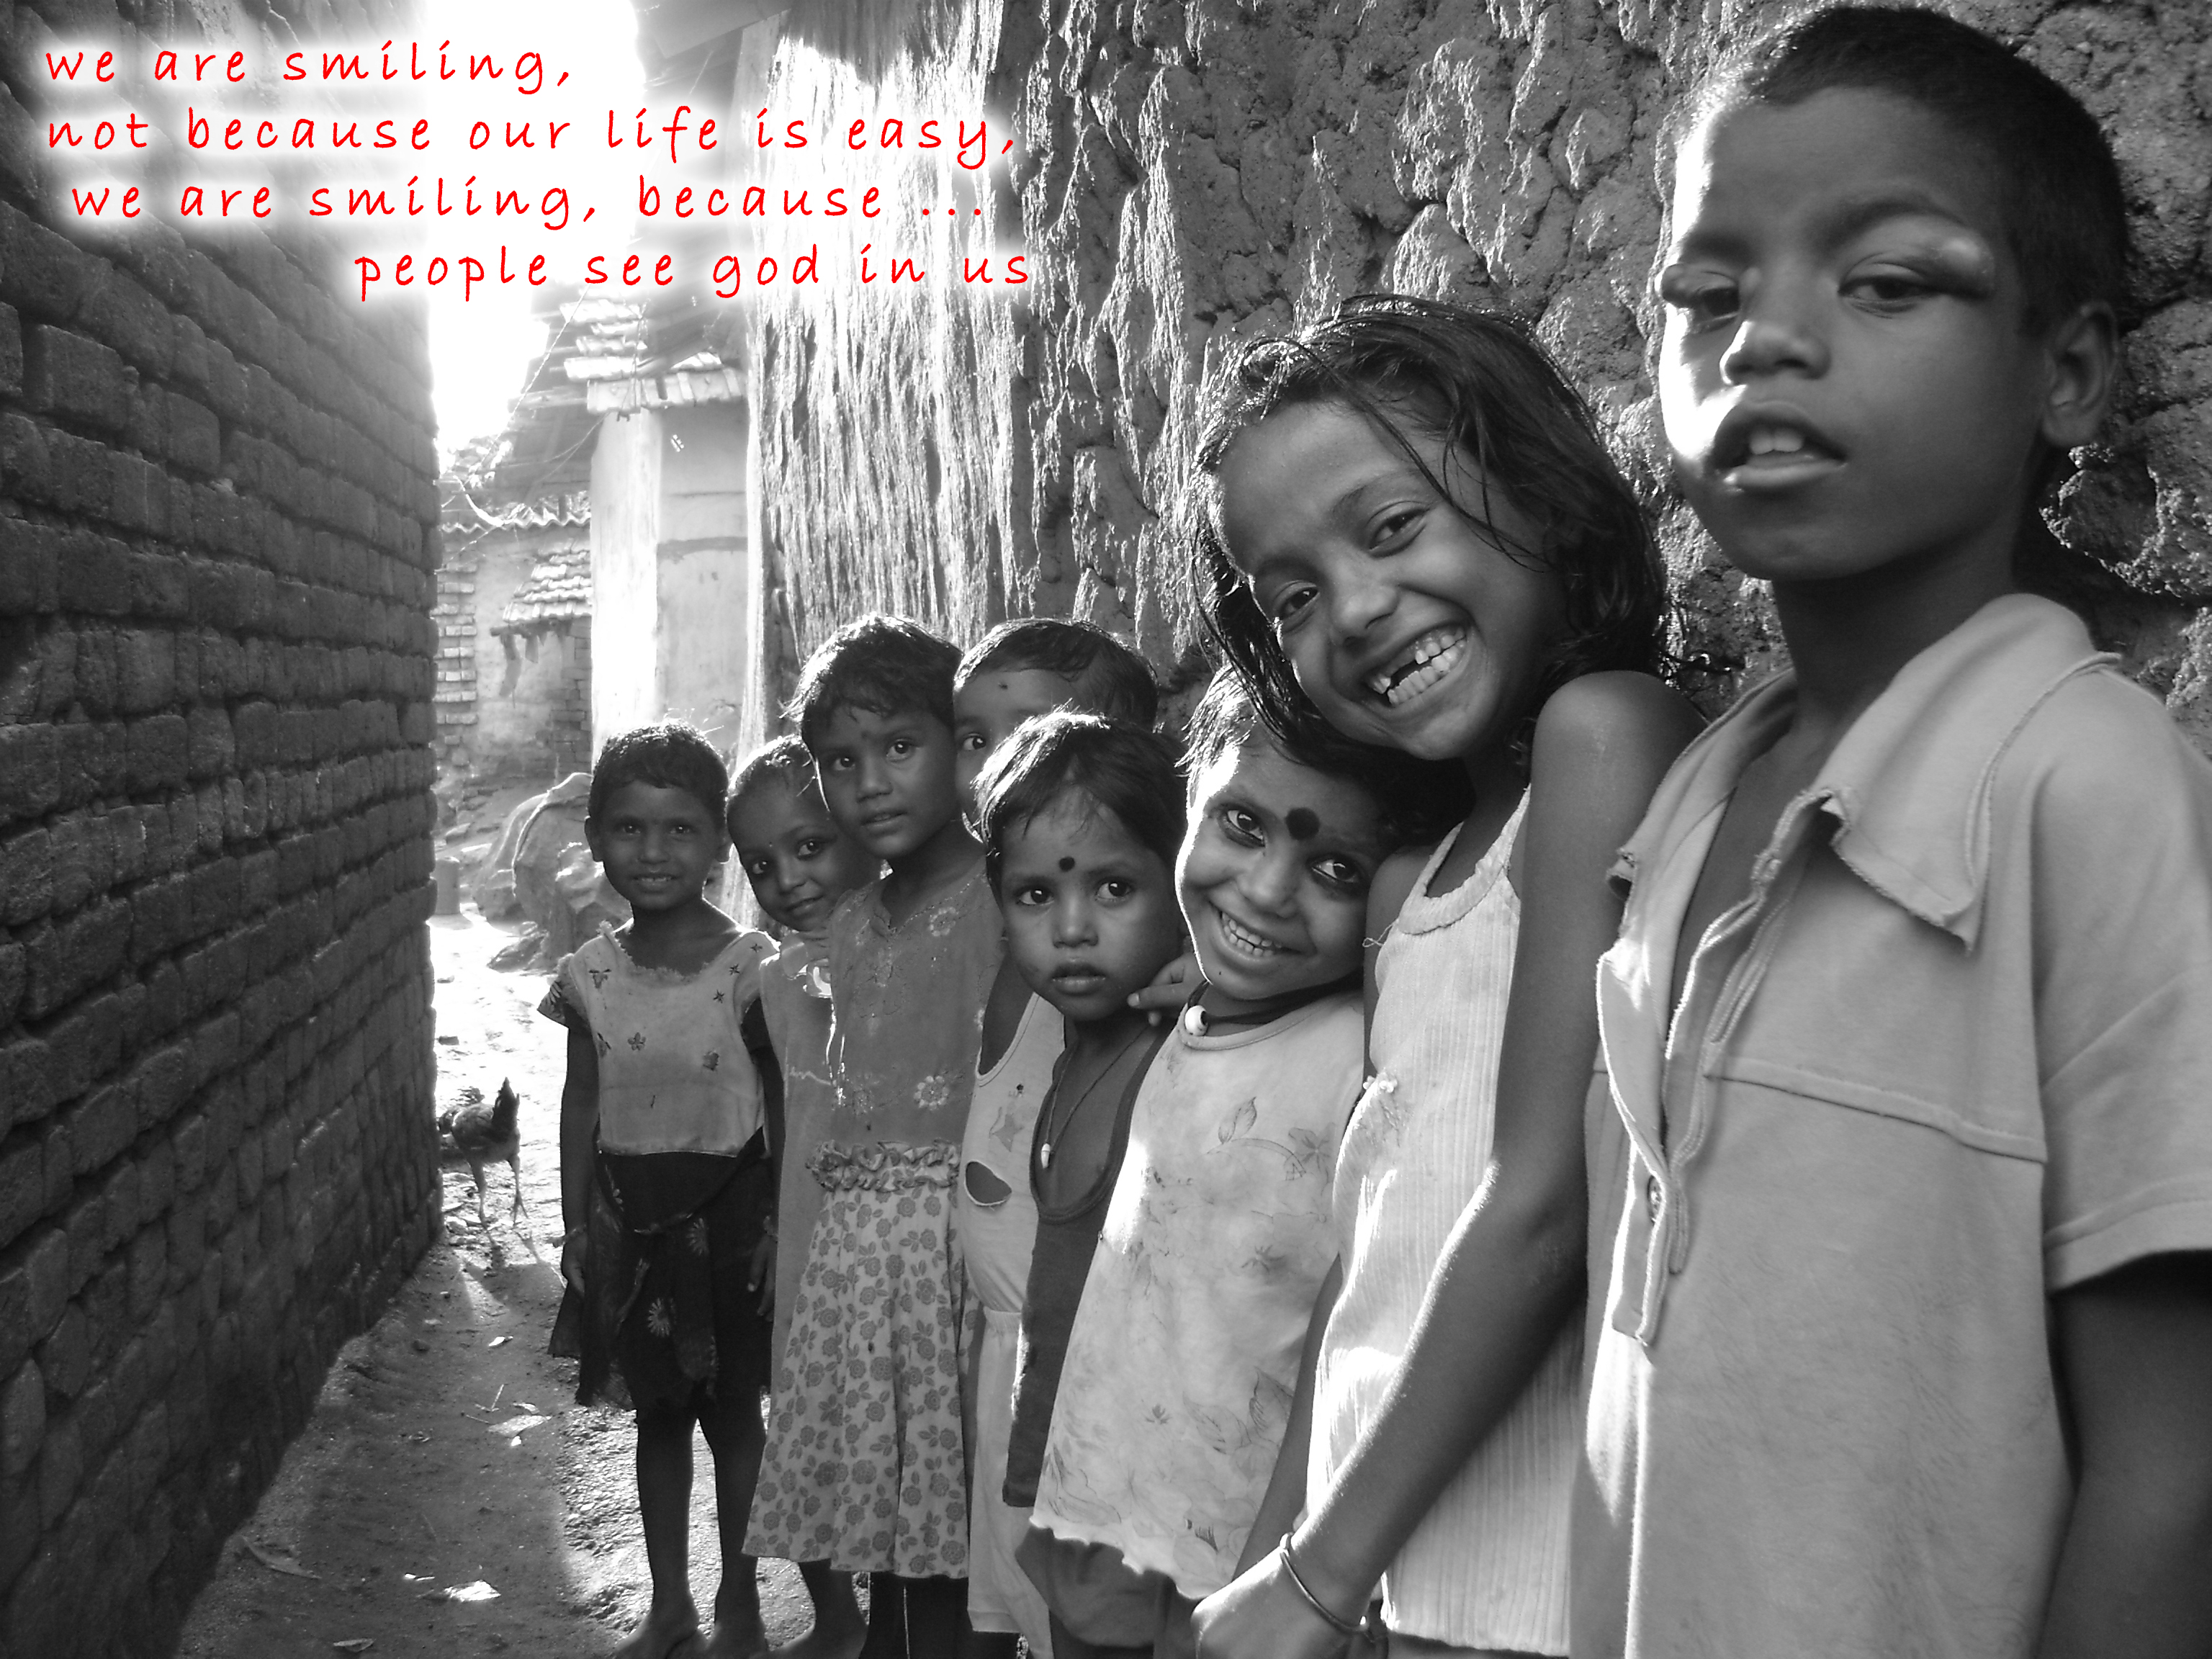 we are smiling,
not because our life is easy,
we are smiling, because ...
people see god in us